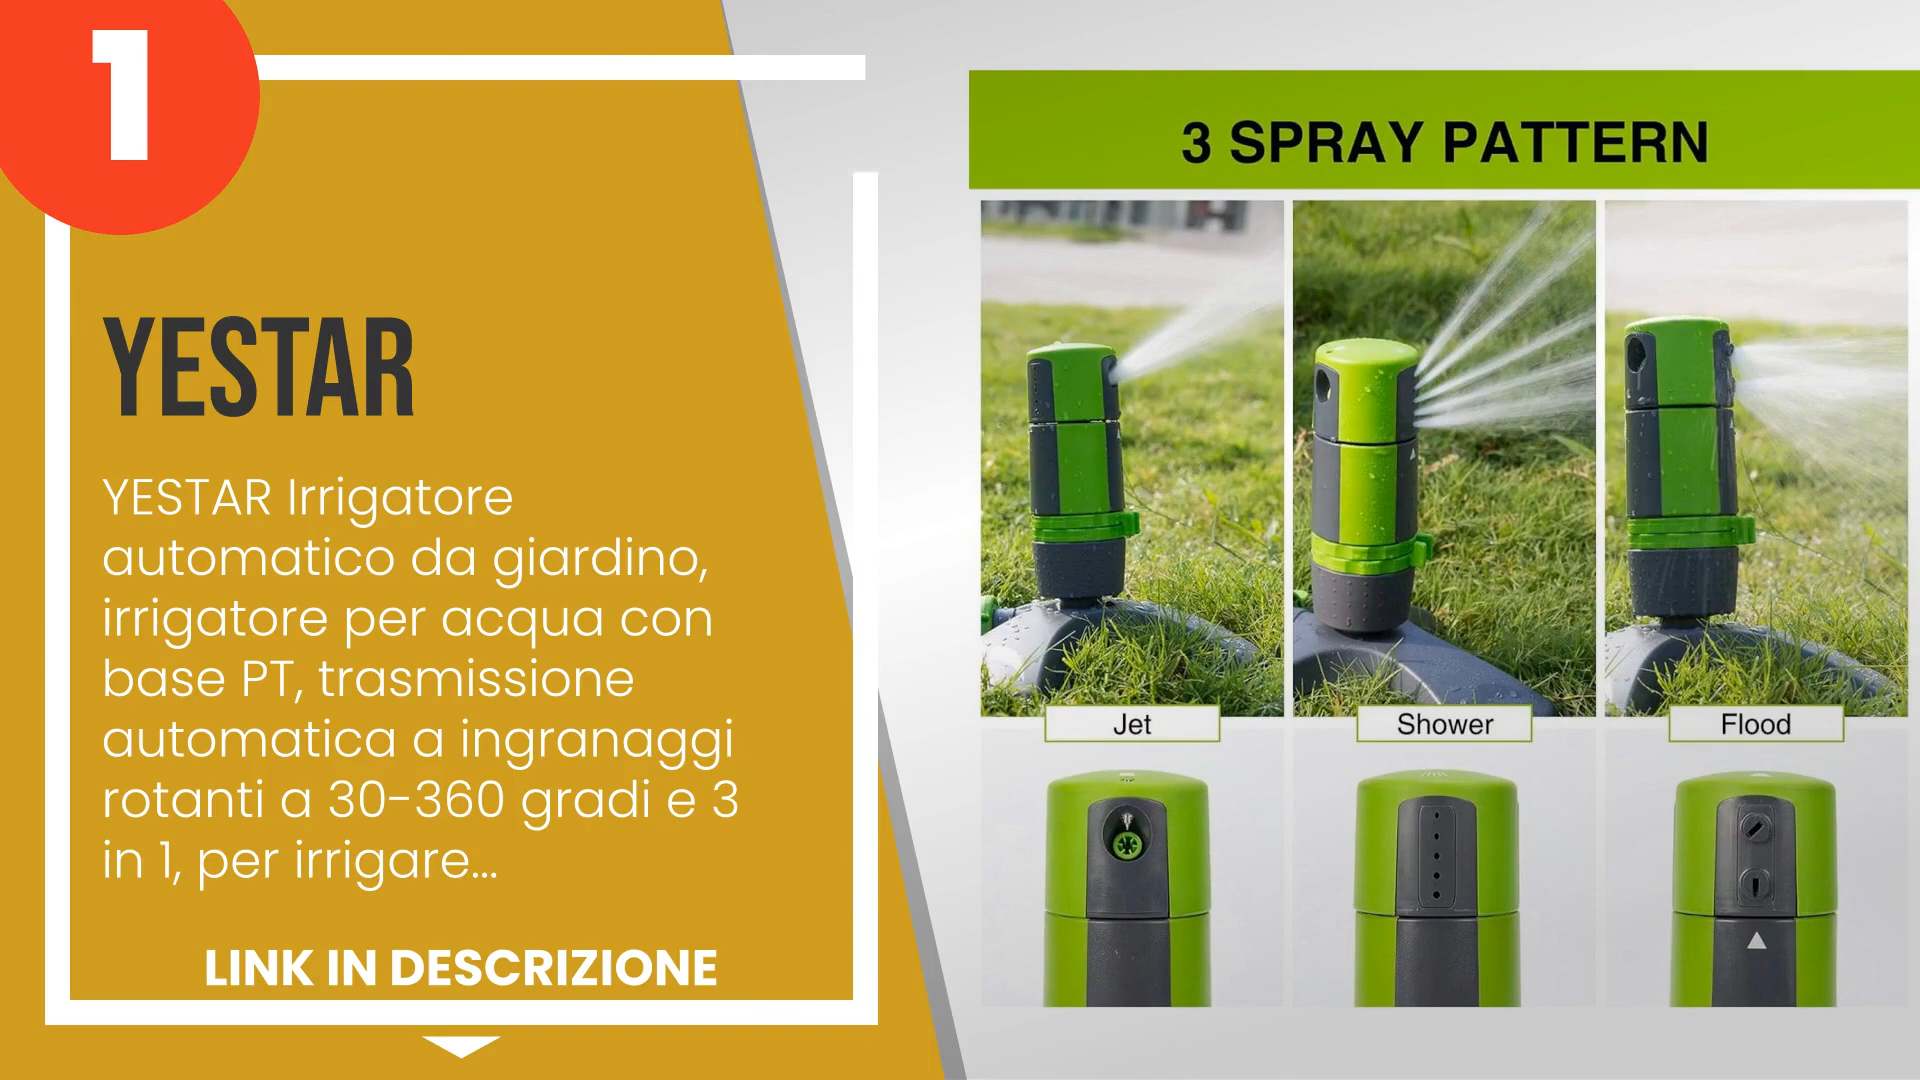 1
YESTAR
YESTAR Irrigatore
automatico da giardino,
irrigatore per acqua con
base PT, trasmissione
automatica a ingranaggi
rotanti a 30-360 gradi e 3
in 1, per irrigare...
LINK IN DESCRIZIONE
3 SPRAY PATTERN
Jet
Shower
Flood